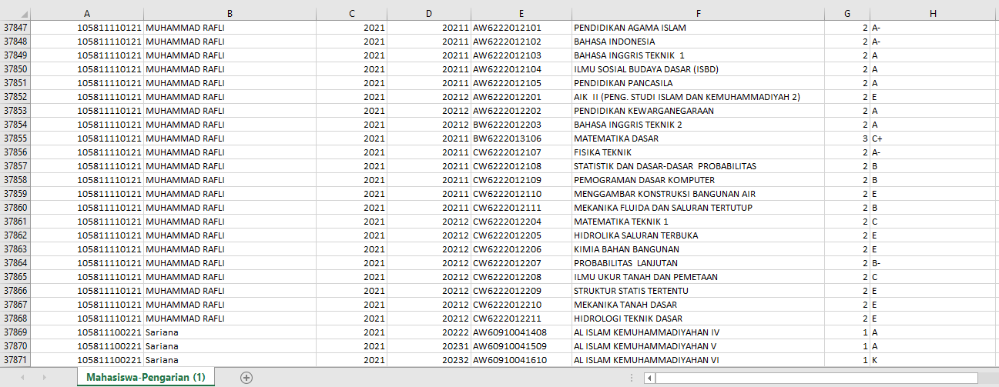 A B C D E F G H
37847 105811110121 MUHAMMAD RAFLI 2021 20211 AW6222012101 PENDIDIKAN AGAMA ISLAM 2 A-
37848 105811110121 MUHAMMAD RAFLI 2021 20211 AW6222012102 BAHASA INDONESIA 2 A-
37849 105811110121 MUHAMMAD RAFLI 2021 20211 AW6222012103 BAHASA INGGRIS TEKNIK  1 2 A
37850 105811110121 MUHAMMAD RAFLI 2021 20211 AW6222012104 ILMU SOSIAL BUDAYA DASAR (ISBD) 2 A
37851 105811110121 MUHAMMAD RAFLI 2021 20211 AW6222012105 PENDIDIKAN PANCASILA 2 A
37852 105811110121 MUHAMMAD RAFLI 2021 20212 AW6222012201 AIK  II (PENG. STUDI ISLAM DAN KEMUHAMMADIYAH 2) 2 E
37853 105811110121 MUHAMMAD RAFLI 2021 20212 AW6222012202 PENDIDIKAN KEWARGANEGARAAN 2 A
37854 105811110121 MUHAMMAD RAFLI 2021 20212 BW6222012203 BAHASA INGGRIS TEKNIK 2 2 A
37855 105811110121 MUHAMMAD RAFLI 2021 20211 BW6222013106 MATEMATIKA DASAR 3 C+
37856 105811110121 MUHAMMAD RAFLI 2021 20211 CW6222012107 FISIKA TEKNIK 2 A-
37857 105811110121 MUHAMMAD RAFLI 2021 20211 CW6222012108 STATISTIK DAN DASAR-DASAR  PROBABILITAS 2 B
37858 105811110121 MUHAMMAD RAFLI 2021 20211 CW6222012109 PEMOGRAMAN DASAR KOMPUTER 2 B
37859 105811110121 MUHAMMAD RAFLI 2021 20211 CW6222012110 MENGGAMBAR KONSTRUKSI BANGUNAN AIR 2 E
37860 105811110121 MUHAMMAD RAFLI 2021 20211 CW6222012111 MEKANIKA FLUIDA DAN SALURAN TERTUTUP 2 B
37861 105811110121 MUHAMMAD RAFLI 2021 20212 CW6222012204 MATEMATIKA TEKNIK 1 2 C
37862 105811110121 MUHAMMAD RAFLI 2021 20212 CW6222012205 HIDROLIKA SALURAN TERBUKA 2 E
37863 105811110121 MUHAMMAD RAFLI 2021 20212 CW6222012206 KIMIA BAHAN BANGUNAN 2 E
37864 105811110121 MUHAMMAD RAFLI 2021 20212 CW6222012207 PROBABILITAS  LANJUTAN 2 B-
37865 105811110121 MUHAMMAD RAFLI 2021 20212 CW6222012208 ILMU UKUR TANAH DAN PEMETAAN 2 C
37866 105811110121 MUHAMMAD RAFLI 2021 20212 CW6222012209 STRUKTUR STATIS TERTENTU 2 E
37867 105811110121 MUHAMMAD RAFLI 2021 20212 CW6222012210 MEKANIKA TANAH DASAR 2 E
37868 105811110121 MUHAMMAD RAFLI 2021 20212 CW6222012211 HIDROLOGI TEKNIK DASAR 2 E
37869 105811100221 Sariana 2021 20222 AW60910041408 AL ISLAM KEMUHAMMADIYAHAN IV 1 A
37870 105811100221 Sariana 2021 20231 AW60910041509 AL ISLAM KEMUHAMMADIYAHAN V 1 A
37871 105811100221 Sariana 2021 20232 AW60910041610 AL ISLAM KEMUHAMMADIYAHAN VI 1 K
Mahasiswa-Pengarian (1)